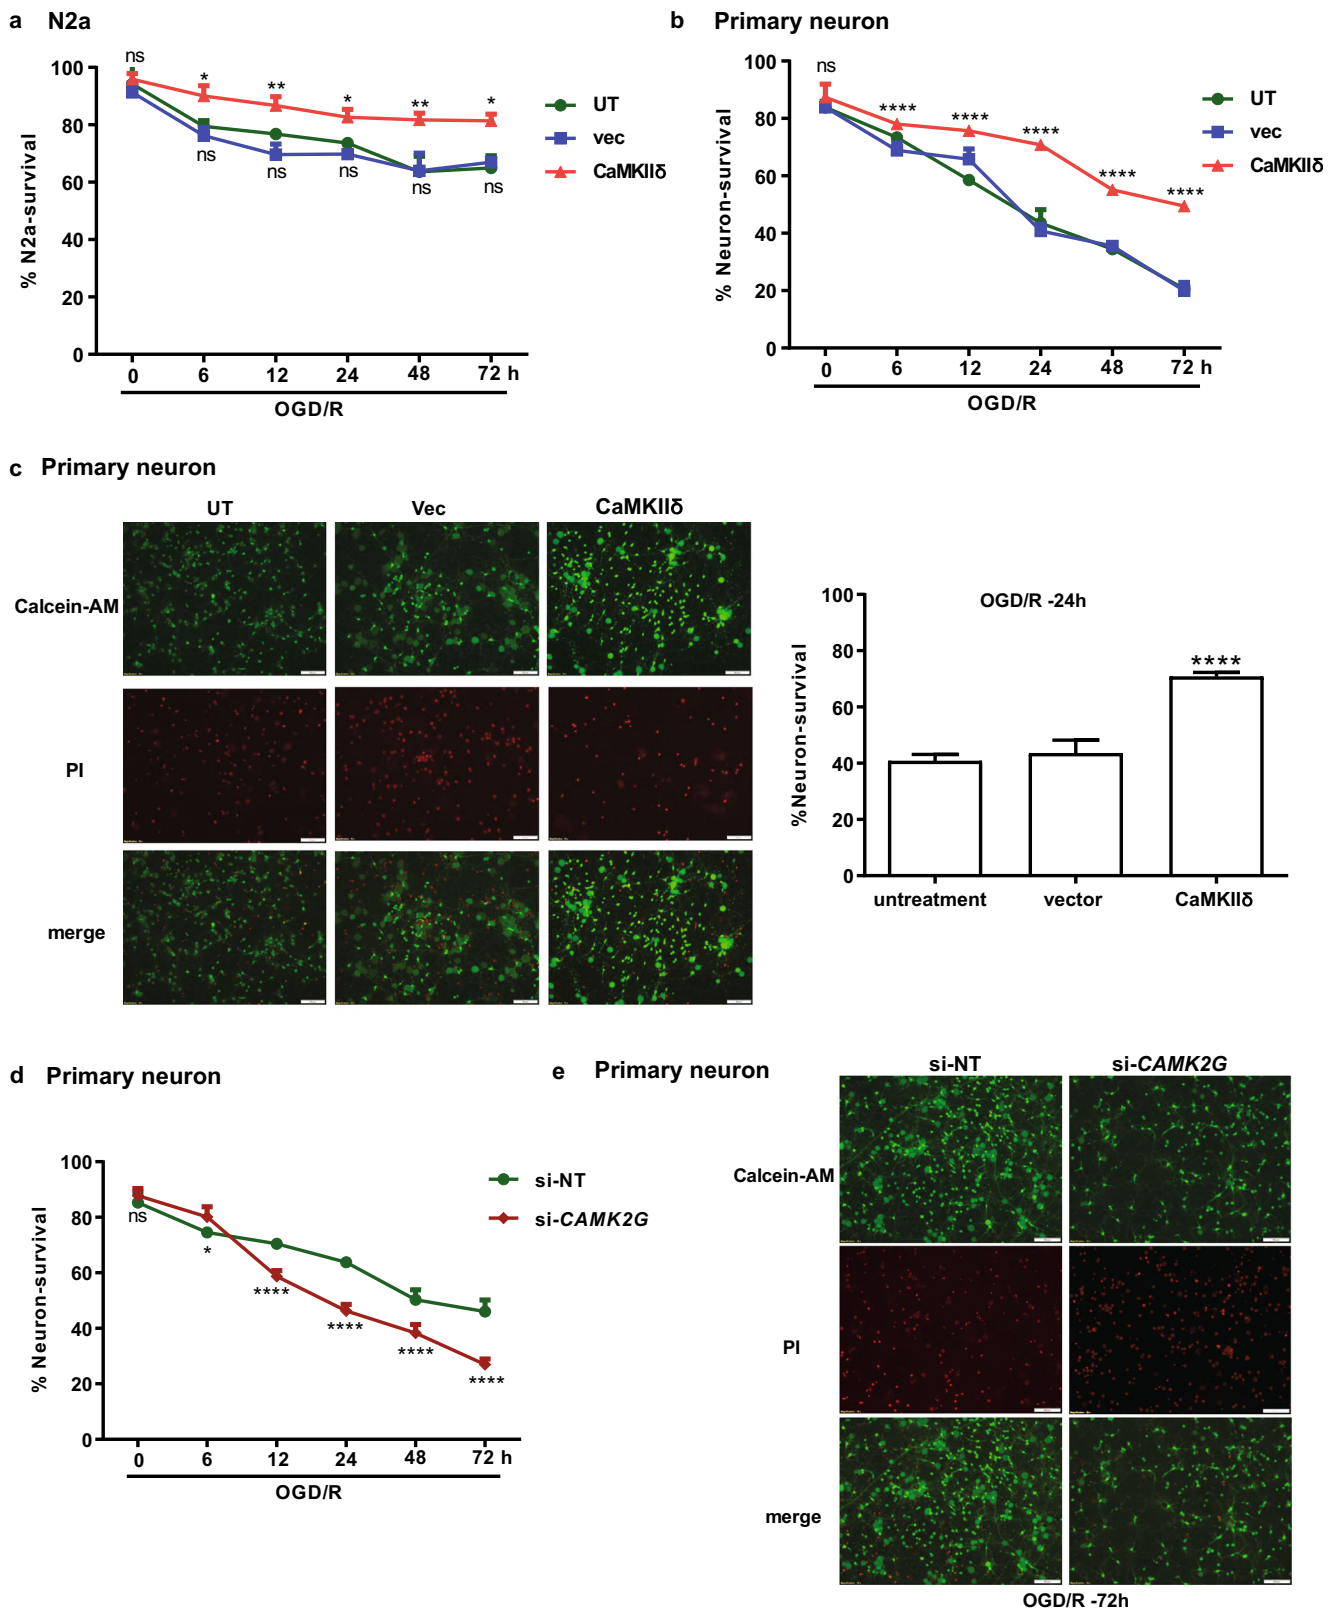 a N2a
ns
* ** * ** *
ns ns ns ns ns
100
80
60
40
20
0
% N2a-survival
0 6 12 24 48 72 h
OGD/R
UT
vec
CaMKIIδ
b Primary neuron
ns
**** **** **** **** ****
100
80
60
40
20
0
% Neuron-survival
0 6 12 24 48 72 h
OGD/R
UT
vec
CaMKIIδ
c Primary neuron
UT Vec CaMKIIδ
Calcein-AM
PI
merge
OGD/R -24h
****
100
80
60
40
20
0
%Neuron-survival
untreatment vector CaMKIIδ
d Primary neuron
100
80
60
40
20
0
% Neuron-survival
ns
* **** **** **** ****
0 6 12 24 48 72 h
OGD/R
si-NT
si-CAMK2G
e Primary neuron
si-NT si-CAMK2G
Calcein-AM
PI
merge
OGD/R -72h